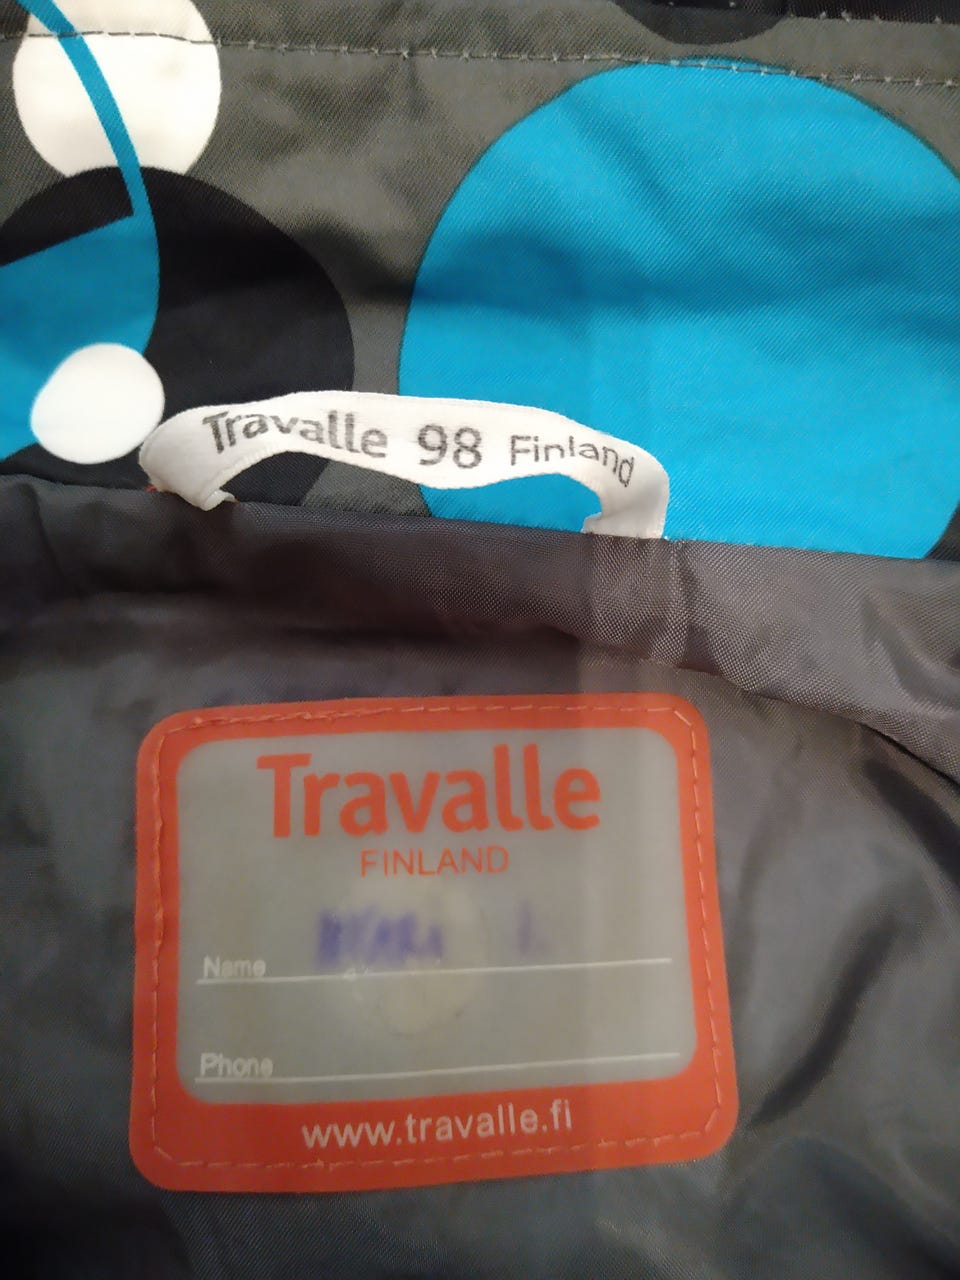 Travalle 98 Finland
Travalle
FINLAND
Name
Phone
www.travalle.fi